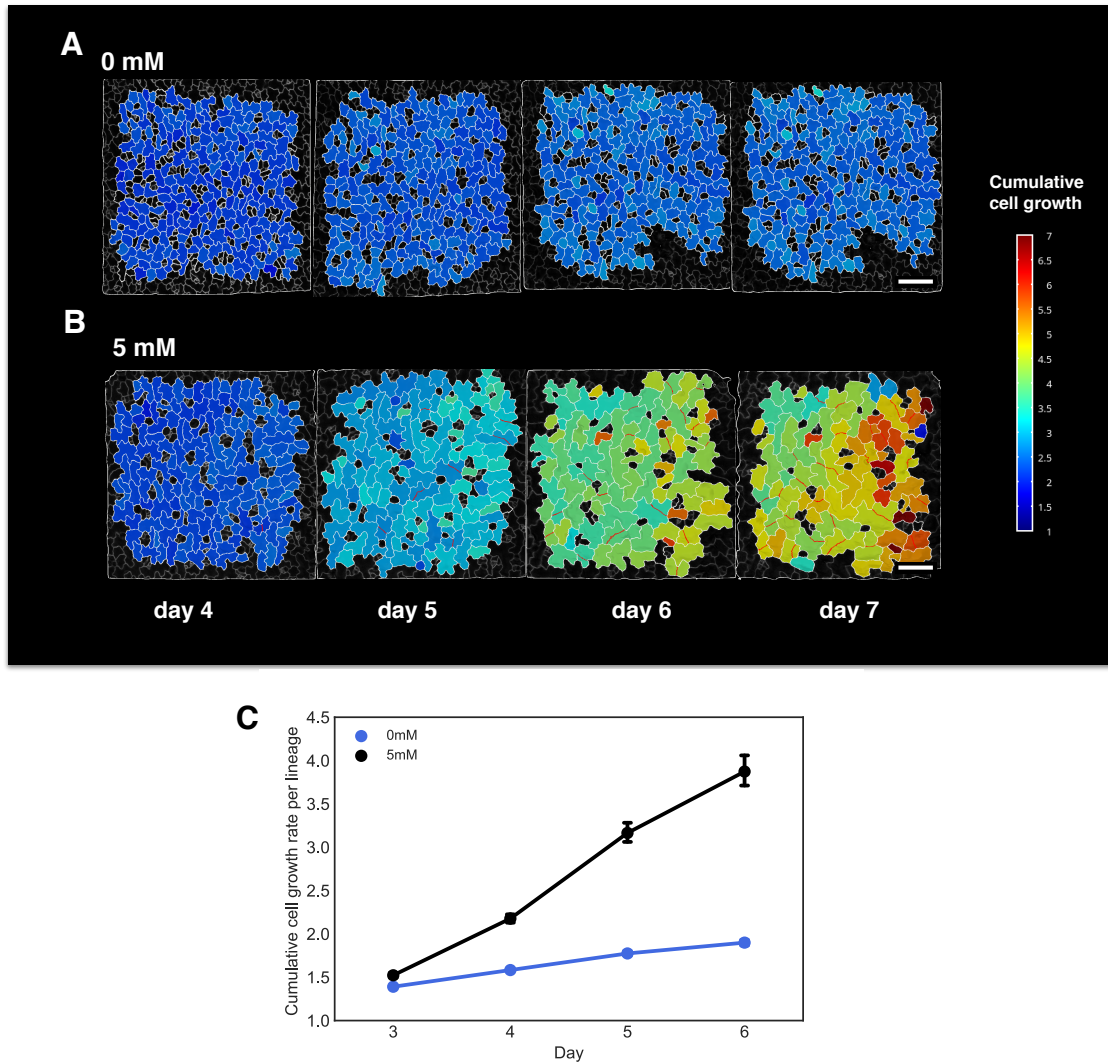 A
0 mM
Cumulative
cell growth
7
6.5
6
5.5
5
4.5
4
3.5
3
2.5
2
1.5
1
B
5 mM
day 4
day 5
day 6
day 7
C
Cumulative cell growth rate per lineage
4.5
4.0
3.5
3.0
2.5
2.0
1.5
1.0
0mM
5mM
3
4
5
6
Day